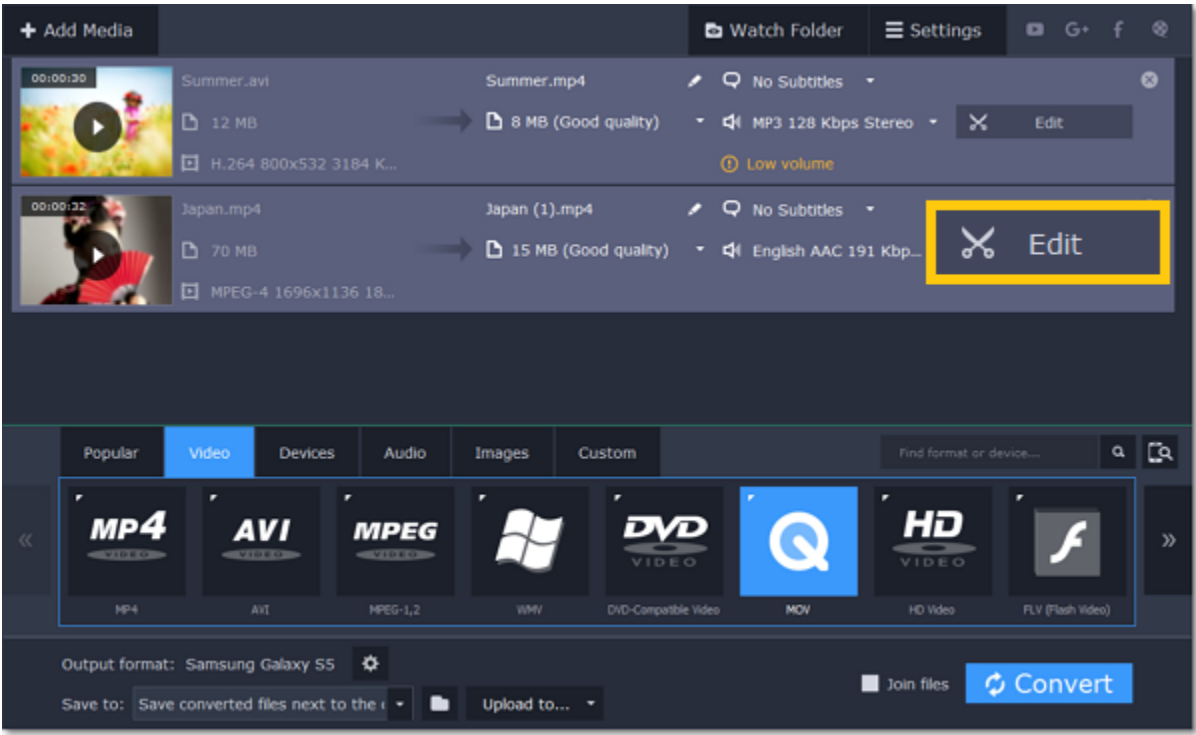 Add Media
Watch Folder
Settings
G+
f
00:00:30
Summer.avi
Summer.mp4
No Subtitles
12 MB
8 MB (Good quality)
MP3 128 Kbps Stereo
Edit
H.264 800x532 3184 K...
Low volume
00:00:32
Japan.mp4
Japan (1).mp4
No Subtitles
70 MB
15 MB (Good quality)
English AAC 191 Kbp...
Edit
MPEG-4 1696x1136 18...
Popular
Video
Devices
Audio
Images
Custom
Find format or device....
MP4
VIDEO
AVI
VIDEO
MPEG
VIDEO
DVD
VIDEO
HD
VIDEO
f
MP4
AVI
MPEG-1,2
WMV
DVD-Compatible Video
MOV
HD Video
FLV (Flash Video)
Output format: Samsung Galaxy S5
Join files
Convert
Save to:
Save converted files next to the
Upload to...